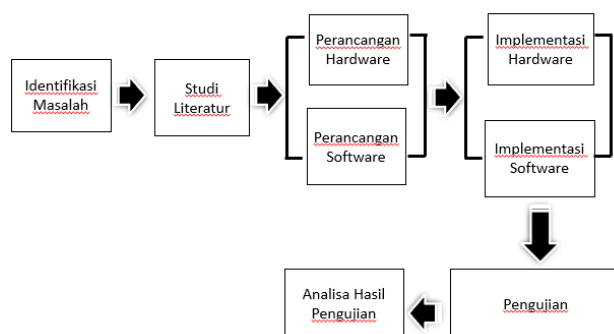 Identifikasi
Masalah
Studi
Literatur
Perancangan
Hardware
Perancangan
Software
Implementasi
Hardware
Implementasi
Software
Pengujian
Analisa Hasil
Pengujian